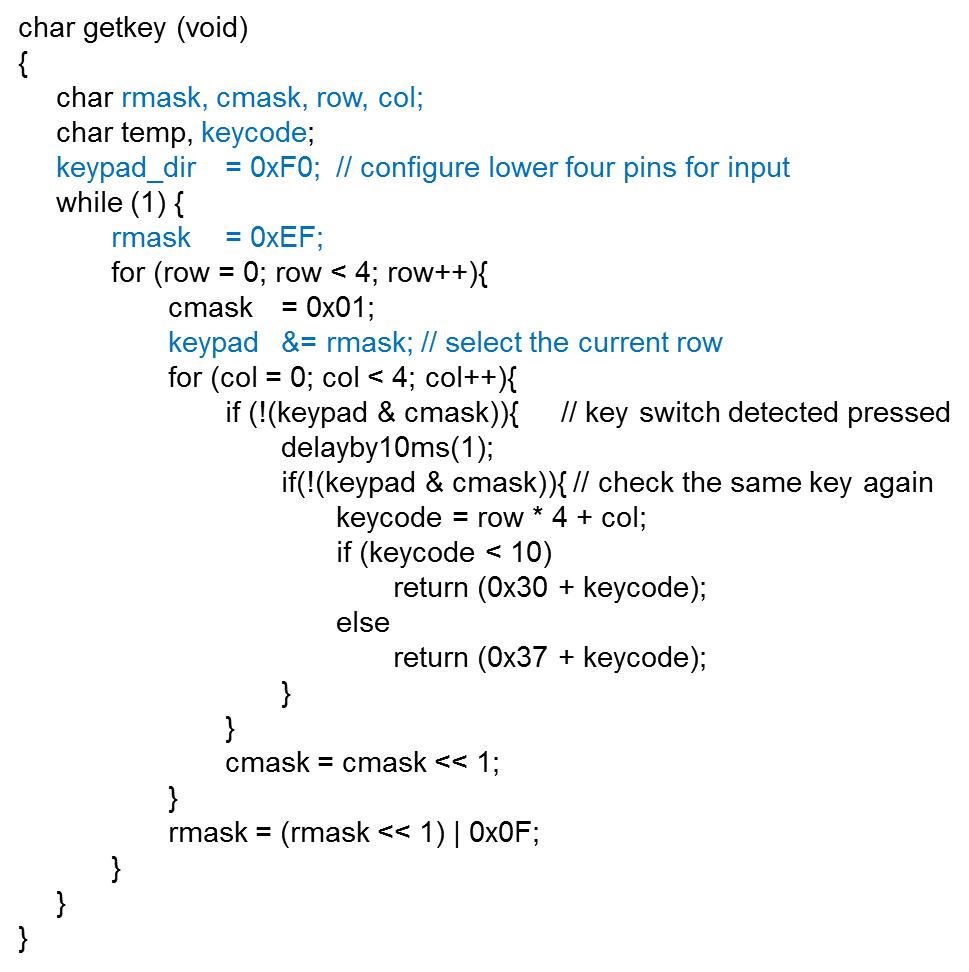 char getkey (void)
{
char rmask, cmask, row, col;
char temp, keycode;
keypad_dir = 0xF0; // configure lower four pins for input
while (1) {
rmask = 0xEF;
for (row = 0; row < 4; row++){
cmask = 0x01;
keypad &= rmask; // select the current row
for (col = 0; col < 4; col++){
if (!(keypad & cmask)){ // key switch detected pressed
delayby10ms(1);
if(!(keypad & cmask)){ // check the same key again
keycode = row * 4 + col;
if (keycode < 10)
return (0x30 + keycode);
else
return (0x37 + keycode);
}
}
cmask = cmask << 1;
}
rmask = (rmask << 1) | 0x0F;
}
}
}